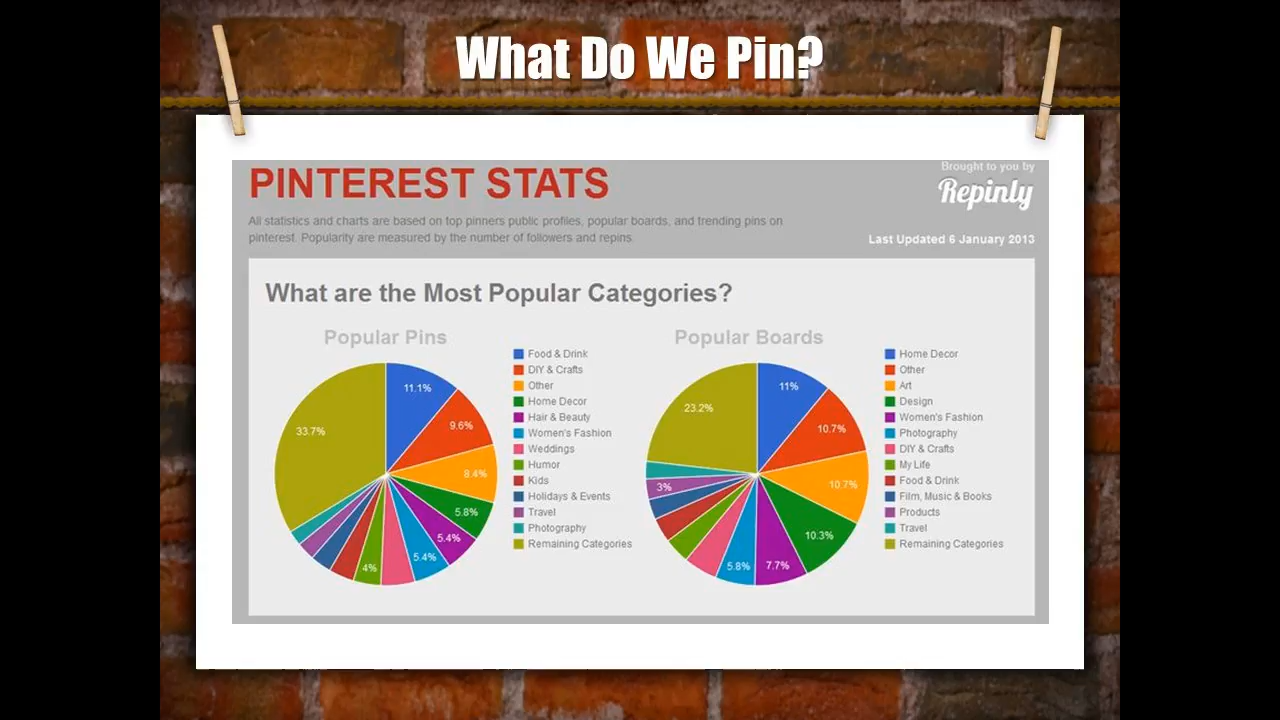 What Do We Pin?
PINTEREST STATS
Brought to you by
Repinly
All statistics and charts are based on top pinners public profiles, popular boards, and trending pins on
pinterest. Popularity are measured by the number of followers and repins.
Last Updated 6 January 2013
What are the Most Popular Categories?
Popular Pins
11.1%
9.6%
8.4%
5.8%
5.4%
5.4%
4%
33.7%
Food & Drink
DIY & Crafts
Other
Home Decor
Hair & Beauty
Women's Fashion
Weddings
Humor
Kids
Holidays & Events
Travel
Photography
Remaining Categories
Popular Boards
11%
10.7%
10.7%
10.3%
7.7%
5.8%
3%
23.2%
Home Decor
Other
Art
Design
Women's Fashion
Photography
DIY & Crafts
My Life
Food & Drink
Film, Music & Books
Products
Travel
Remaining Categories